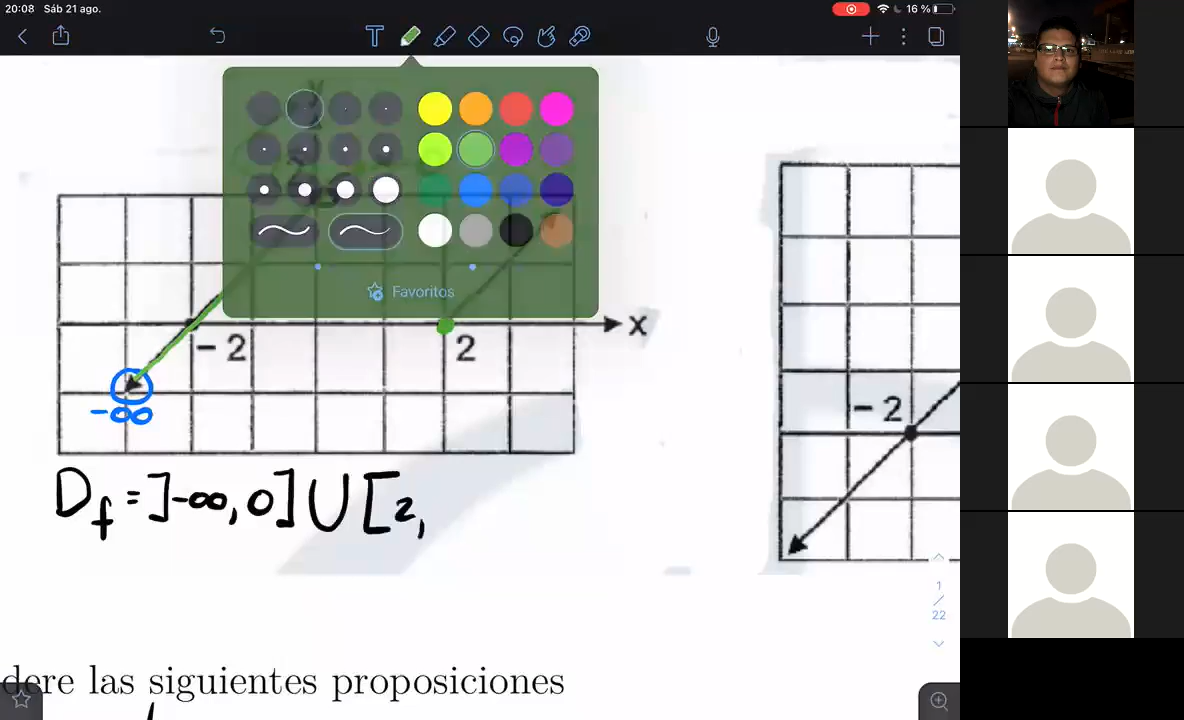 20:08 Sáb 21 ago.
16 %
T
Favoritos
x
-2
2
-∞
D_f = ]-∞, 0] U [2,
-2
1
/
22
dere las siguientes proposiciones